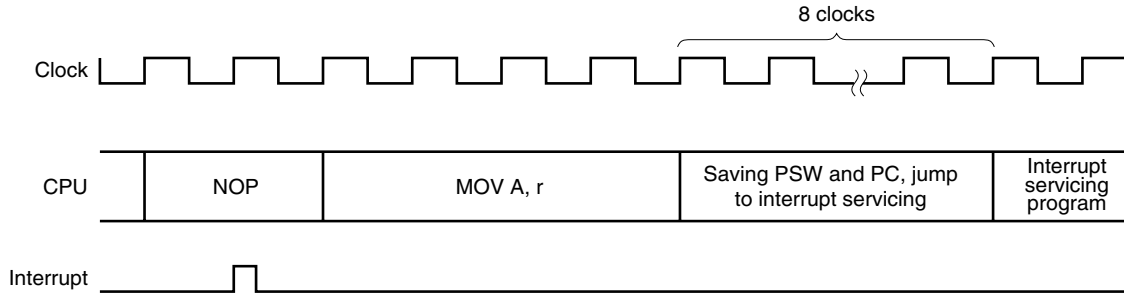 8 clocks
Clock
CPU
NOP
MOV A, r
Saving PSW and PC, jump
to interrupt servicing
Interrupt
servicing
program
Interrupt